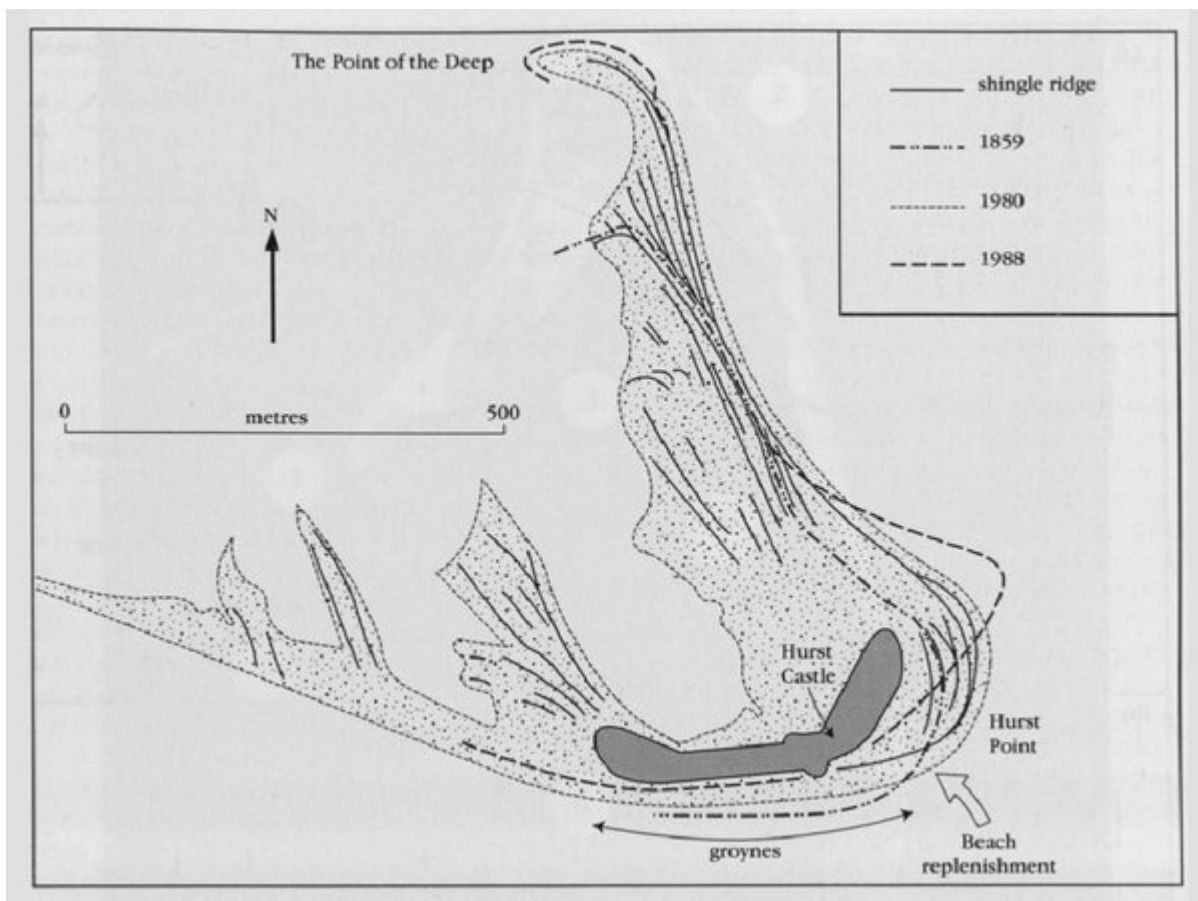 The Point of the Deep
shingle ridge
1859
1980
1988
N
0
metres
500
Hurst
Castle
Hurst
Point
groynes
Beach
replenishment